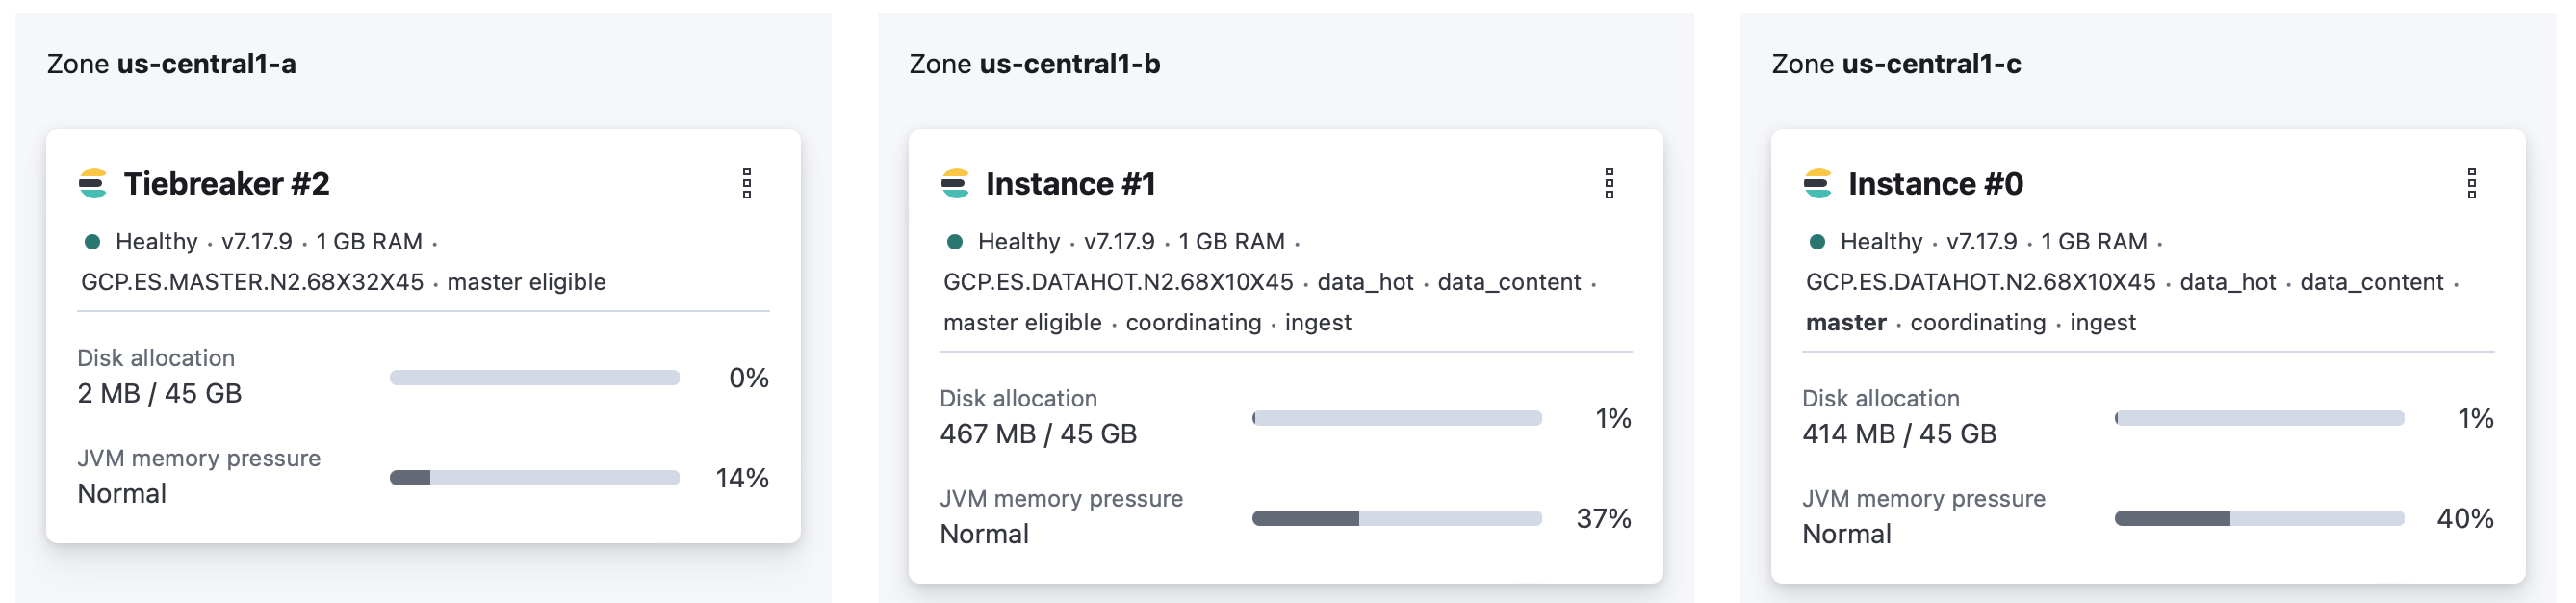 Zone us-central1-a
Tiebreaker #2
Healthy · v7.17.9 · 1 GB RAM ·
GCP.ES.MASTER.N2.68X32X45 · master eligible
Disk allocation
2 MB / 45 GB
0%
JVM memory pressure
Normal
14%
Zone us-central1-b
Instance #1
Healthy · v7.17.9 · 1 GB RAM ·
GCP.ES.DATAHOT.N2.68X10X45 · data_hot · data_content ·
master eligible · coordinating · ingest
Disk allocation
467 MB / 45 GB
1%
JVM memory pressure
Normal
37%
Zone us-central1-c
Instance #0
Healthy · v7.17.9 · 1 GB RAM ·
GCP.ES.DATAHOT.N2.68X10X45 · data_hot · data_content ·
master · coordinating · ingest
Disk allocation
414 MB / 45 GB
1%
JVM memory pressure
Normal
40%